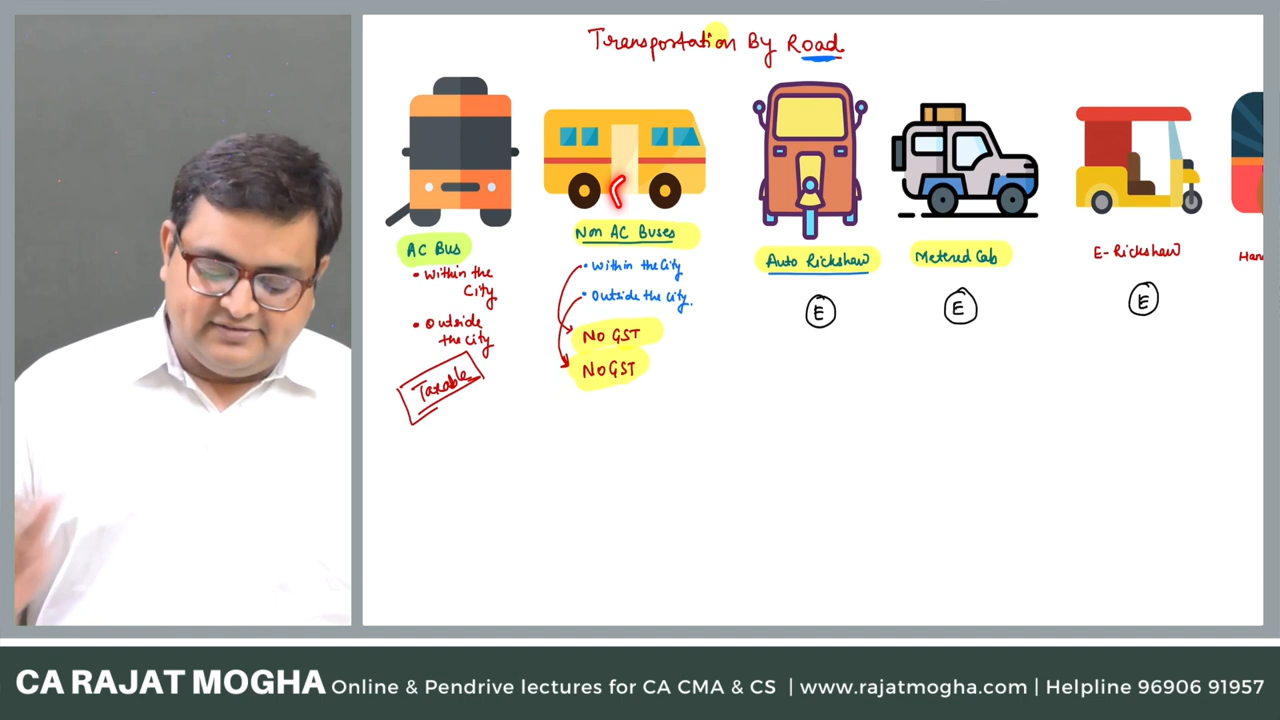 Transportation By Road
AC Bus
• Within the
City
• Outside
the city
Taxable
Non AC Buses
• Within the City
• Outside the city.
NO GST
NO GST
Auto Rickshaw
E
Metered Cab
E
E-Rickshaw
E
Han
CA RAJAT MOGHA Online & Pendrive lectures for CA CMA & CS | www.rajatmogha.com | Helpline 96906 91957